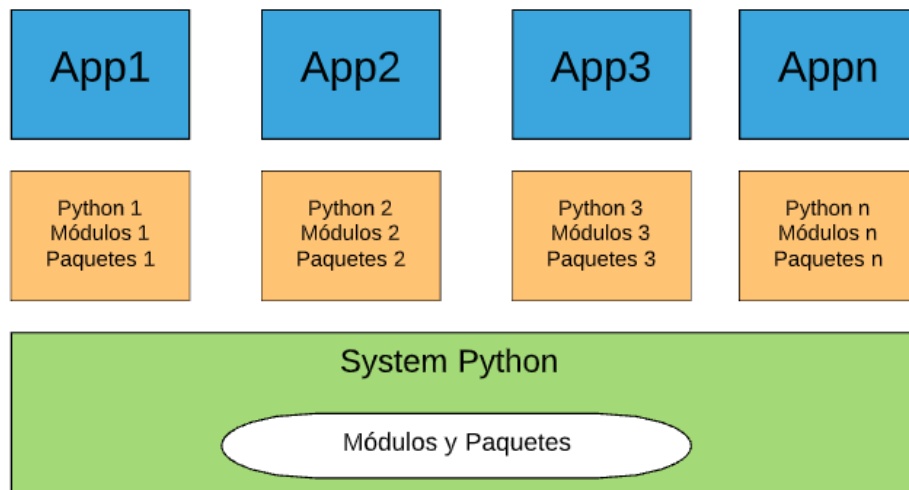 App1
App2
App3
Appn
Python 1
Módulos 1
Paquetes 1
Python 2
Módulos 2
Paquetes 2
Python 3
Módulos 3
Paquetes 3
Python n
Módulos n
Paquetes n
System Python
Módulos y Paquetes